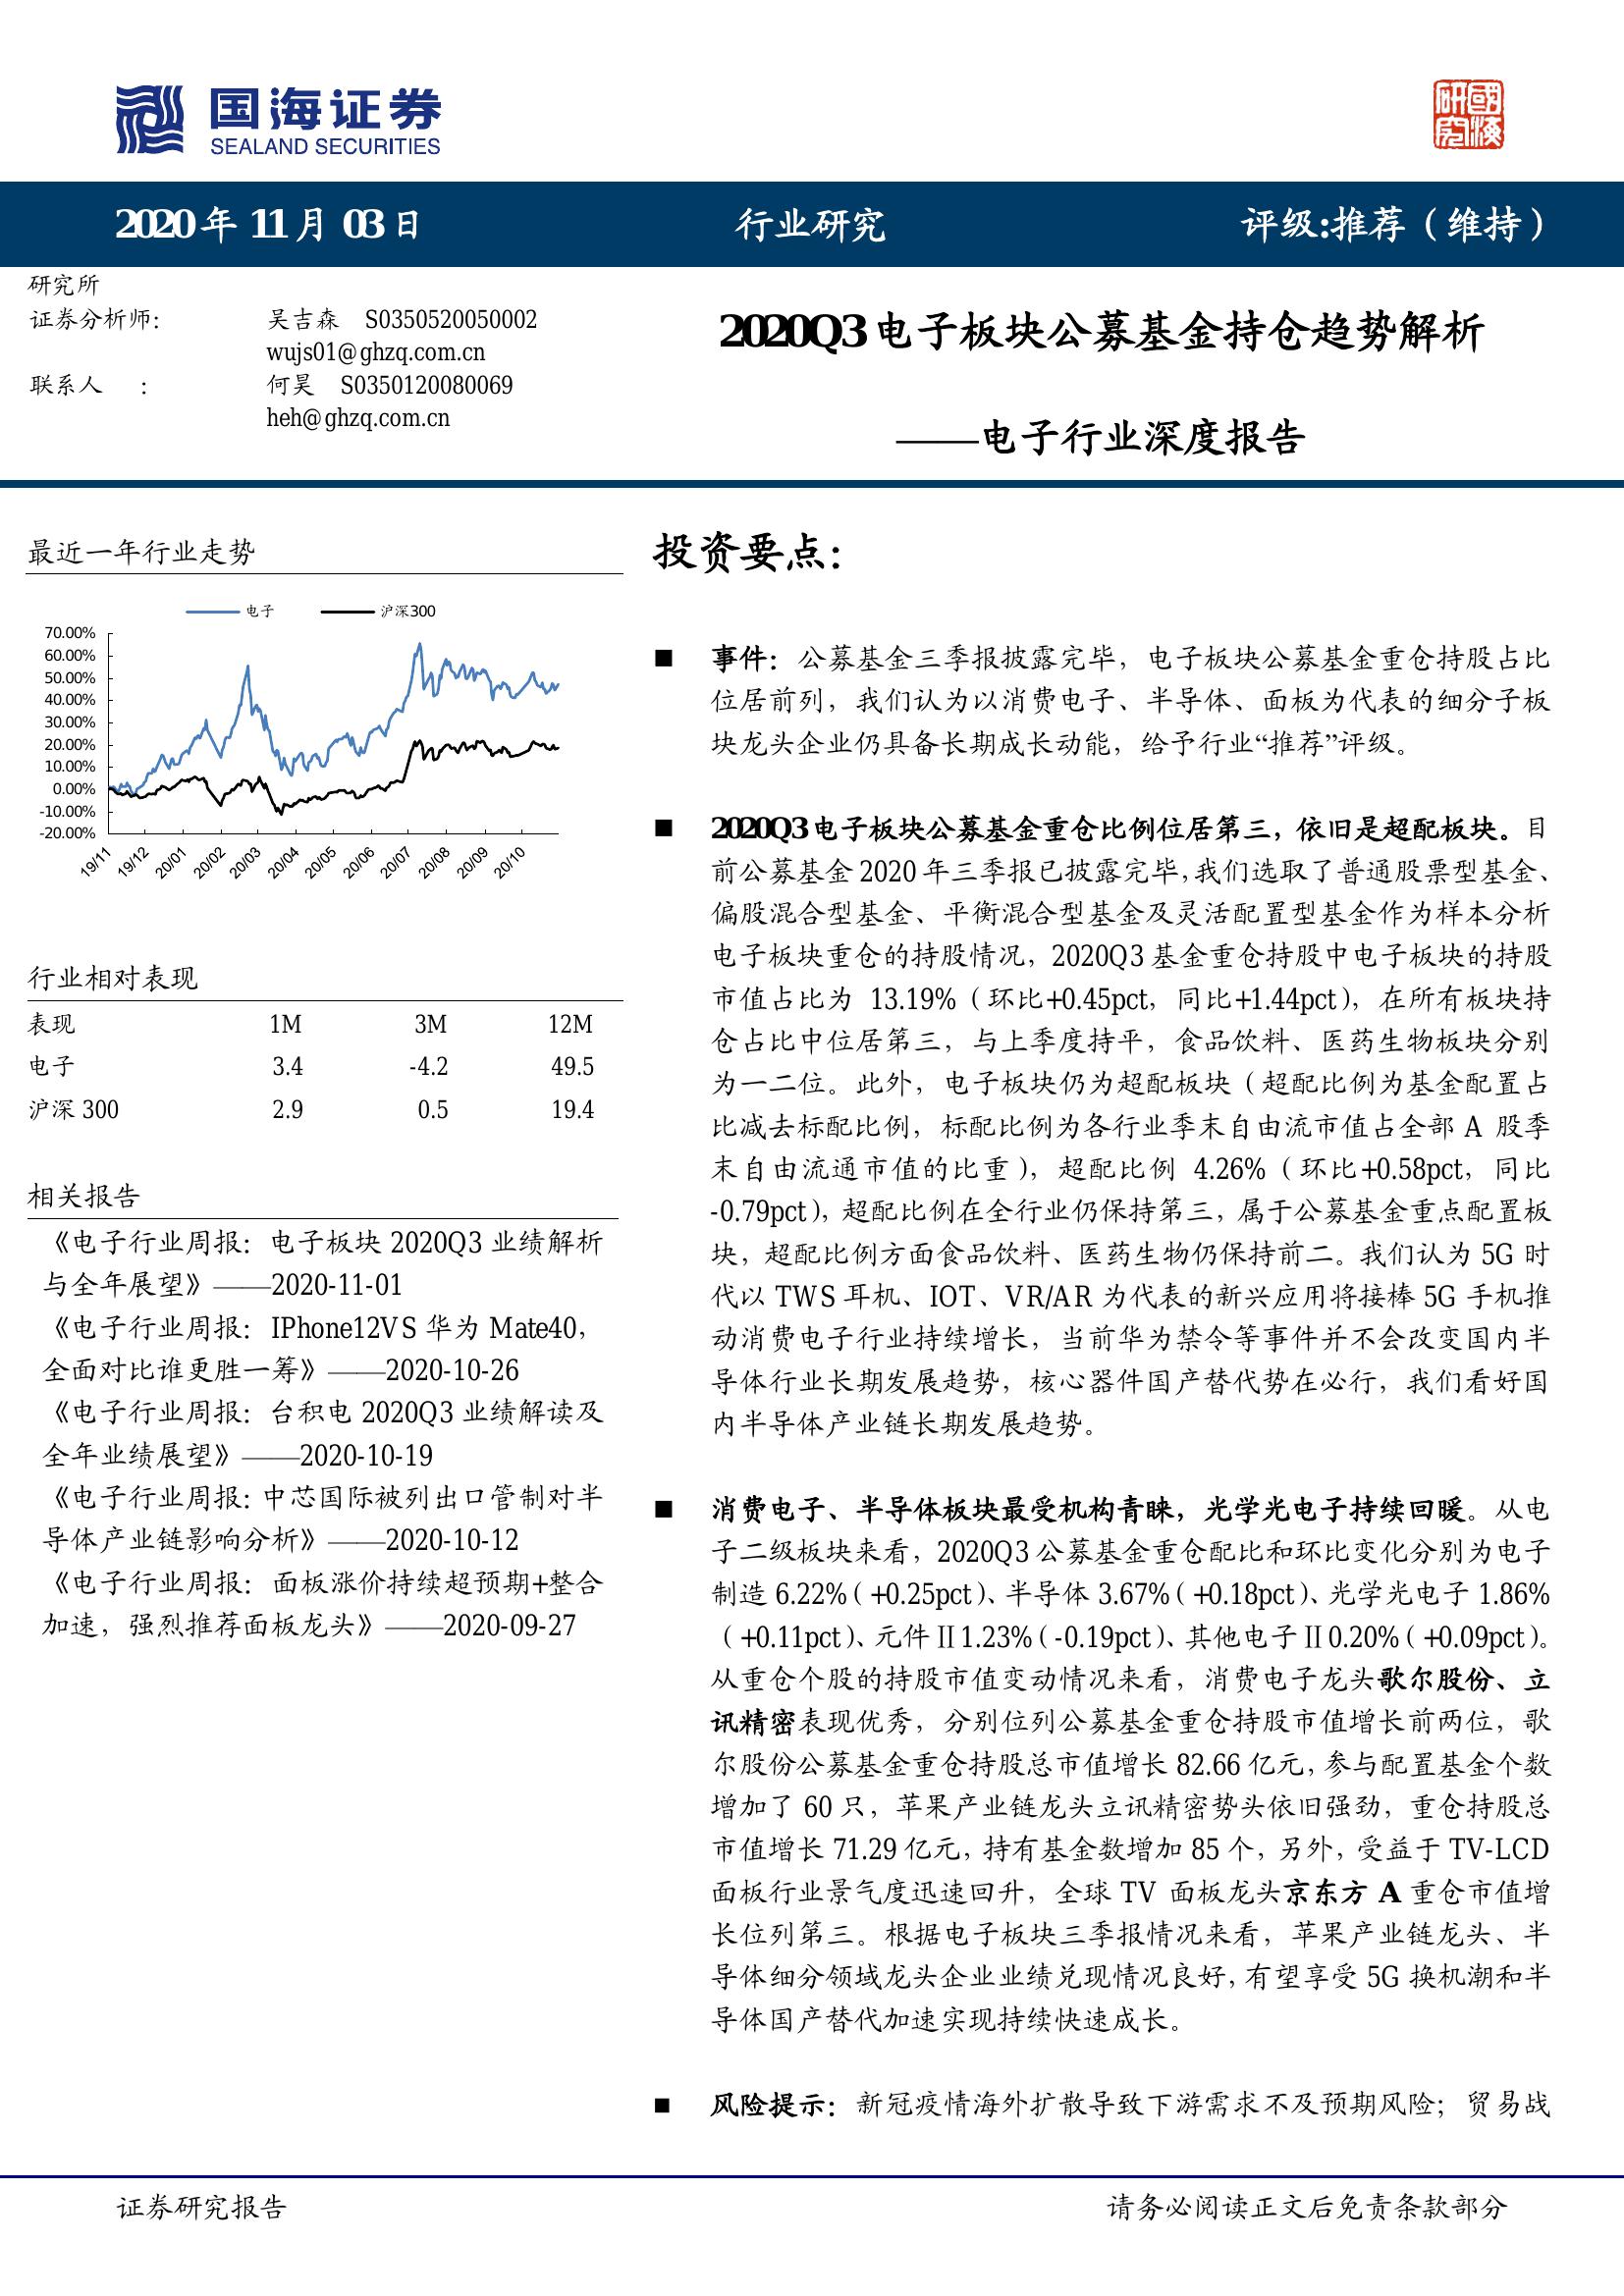 国海证券
SEALAND SECURITIES
國海研究
2020年11月03日 行业研究 评级:推荐（维持）
研究所
证券分析师: 吴吉森 S0350520050002
wujs01@ghzq.com.cn
联系人 : 何昊 S0350120080069
heh@ghzq.com.cn
2020Q3电子板块公募基金持仓趋势解析
——电子行业深度报告
最近一年行业走势
电子 沪深300
70.00%
60.00%
50.00%
40.00%
30.00%
20.00%
10.00%
0.00%
-10.00%
-20.00%
19/11 19/12 20/01 20/02 20/03 20/04 20/05 20/06 20/07 20/08 20/09 20/10
行业相对表现
表现 1M 3M 12M
电子 3.4 -4.2 49.5
沪深300 2.9 0.5 19.4
相关报告
《电子行业周报：电子板块2020Q3业绩解析
与全年展望》——2020-11-01
《电子行业周报：IPhone12VS华为Mate40，
全面对比谁更胜一筹》——2020-10-26
《电子行业周报：台积电2020Q3业绩解读及
全年业绩展望》——2020-10-19
《电子行业周报：中芯国际被列出口管制对半
导体产业链影响分析》——2020-10-12
《电子行业周报：面板涨价持续超预期+整合
加速，强烈推荐面板龙头》——2020-09-27
投资要点：
■ 事件：公募基金三季报披露完毕，电子板块公募基金重仓持股占比
位居前列，我们认为以消费电子、半导体、面板为代表的细分子板
块龙头企业仍具备长期成长动能，给予行业“推荐”评级。
■ 2020Q3电子板块公募基金重仓比例位居第三，依旧是超配板块。目
前公募基金2020年三季报已披露完毕，我们选取了普通股票型基金、
偏股混合型基金、平衡混合型基金及灵活配置型基金作为样本分析
电子板块重仓的持股情况，2020Q3基金重仓持股中电子板块的持股
市值占比为 13.19%（环比+0.45pct，同比+1.44pct），在所有板块持
仓占比中位居第三，与上季度持平，食品饮料、医药生物板块分别
为一二位。此外，电子板块仍为超配板块（超配比例为基金配置占
比减去标配比例，标配比例为各行业季末自由流市值占全部 A 股季
末自由流通市值的比重），超配比例 4.26%（环比+0.58pct，同比
-0.79pct），超配比例在全行业仍保持第三，属于公募基金重点配置板
块，超配比例方面食品饮料、医药生物仍保持前二。我们认为5G时
代以 TWS耳机、IOT、VR/AR为代表的新兴应用将接棒5G手机推
动消费电子行业持续增长，当前华为禁令等事件并不会改变国内半
导体行业长期发展趋势，核心器件国产替代势在必行，我们看好国
内半导体产业链长期发展趋势。
■ 消费电子、半导体板块最受机构青睐，光学光电子持续回暖。从电
子二级板块来看，2020Q3公募基金重仓配比和环比变化分别为电子
制造6.22%（+0.25pct）、半导体3.67%（+0.18pct）、光学光电子1.86%
（+0.11pct）、元件Ⅱ1.23%（-0.19pct）、其他电子Ⅱ0.20%（+0.09pct）。
从重仓个股的持股市值变动情况来看，消费电子龙头歌尔股份、立
讯精密表现优秀，分别位列公募基金重仓持股市值增长前两位，歌
尔股份公募基金重仓持股总市值增长82.66亿元，参与配置基金个数
增加了60只，苹果产业链龙头立讯精密势头依旧强劲，重仓持股总
市值增长71.29亿元，持有基金数增加85个，另外，受益于TV-LCD
面板行业景气度迅速回升，全球 TV 面板龙头京东方A重仓市值增
长位列第三。根据电子板块三季报情况来看，苹果产业链龙头、半
导体细分领域龙头企业业绩兑现情况良好，有望享受5G换机潮和半
导体国产替代加速实现持续快速成长。
■ 风险提示：新冠疫情海外扩散导致下游需求不及预期风险；贸易战
证券研究报告 请务必阅读正文后免责条款部分